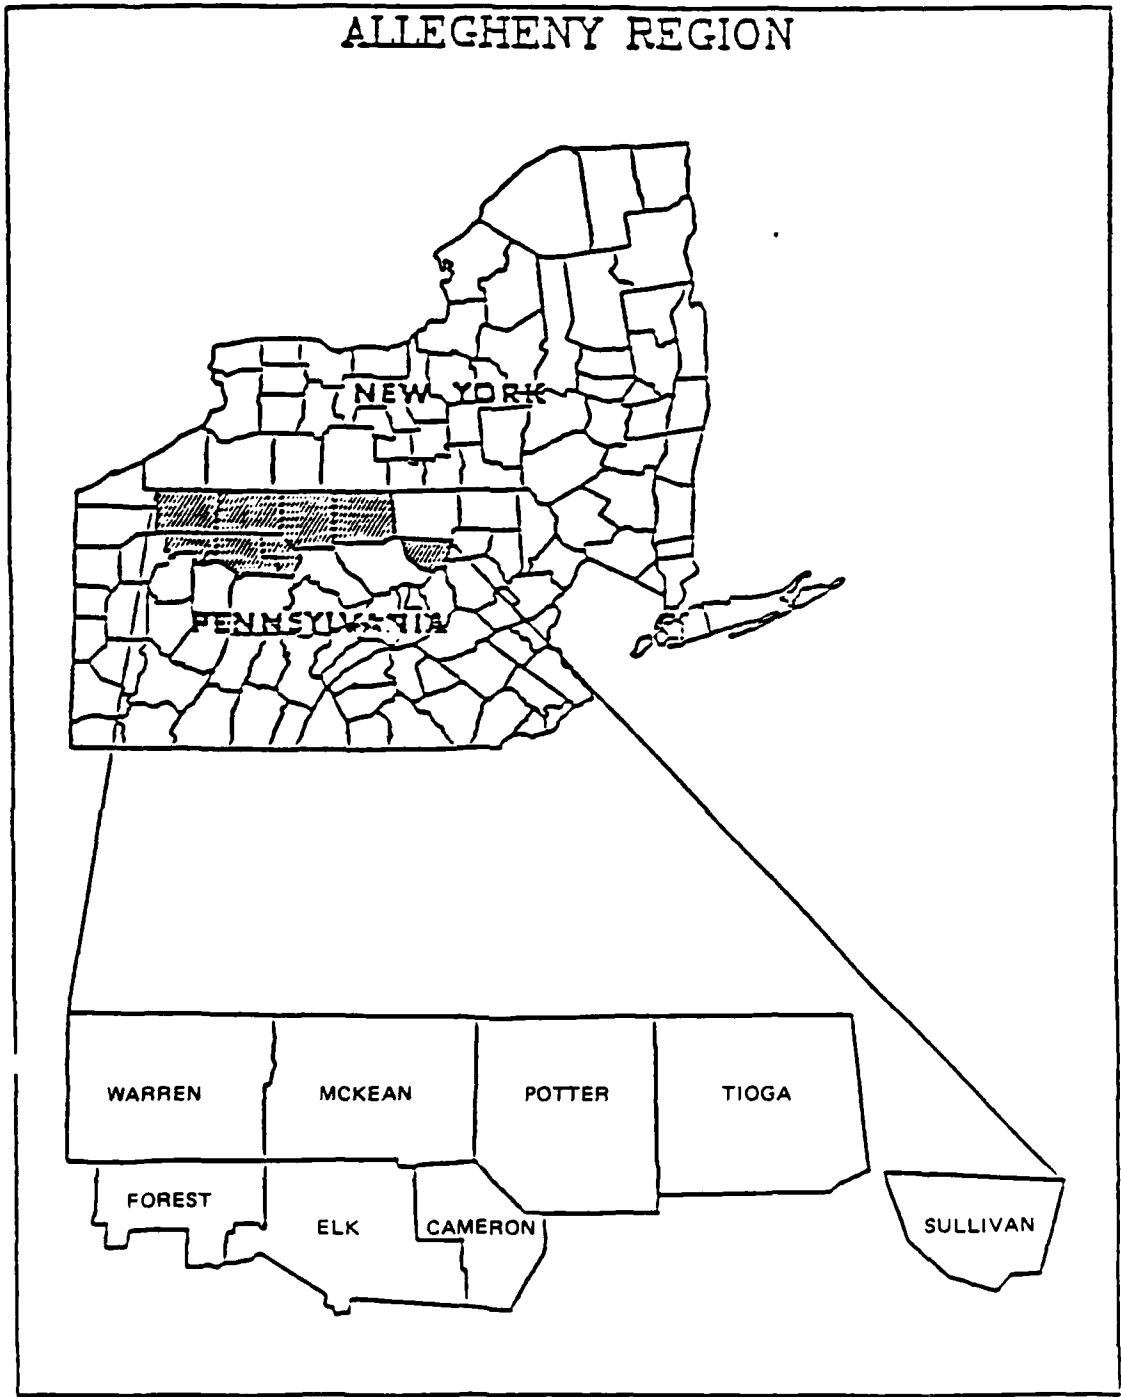 ALLEGHENY REGION
NEW YORK
PENNSYLVANIA
WARREN
MCKEAN
POTTER
TIOGA
FOREST
ELK
CAMERON
SULLIVAN